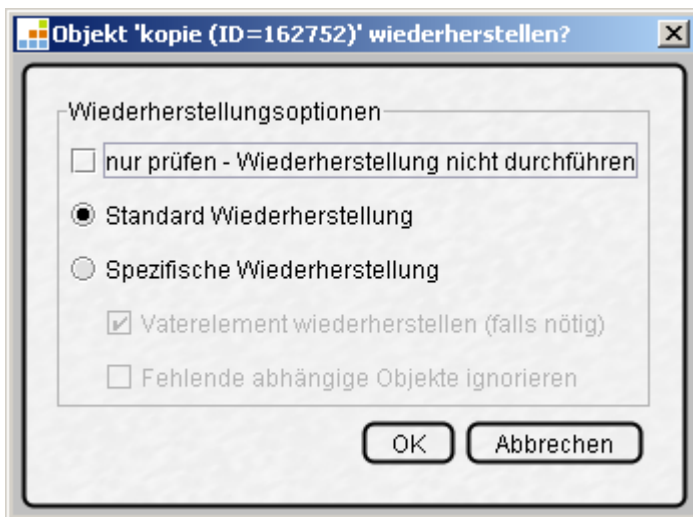 Objekt 'kopie (ID=162752)' wiederherstellen?
Wiederherstellungsoptionen
nur prüfen - Wiederherstellung nicht durchführen
Standard Wiederherstellung
Spezifische Wiederherstellung
Vaterelement wiederherstellen (falls nötig)
Fehlende abhängige Objekte ignorieren
OK Abbrechen